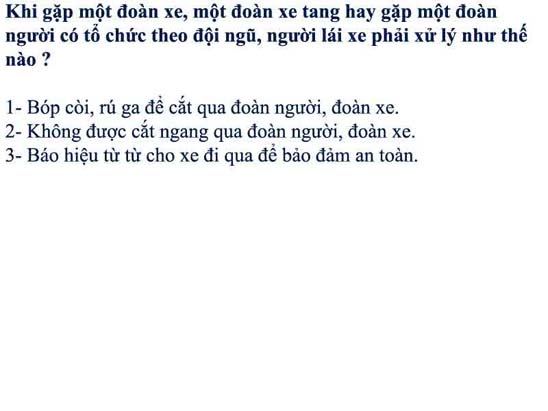 Khi gặp một đoàn xe, một đoàn xe tang hay gặp một đoàn
người có tổ chức theo đội ngũ, người lái xe phải xử lý như thế
nào ?
1- Bóp còi, rú ga để cắt qua đoàn người, đoàn xe.
2- Không được cắt ngang qua đoàn người, đoàn xe.
3- Báo hiệu từ từ cho xe đi qua để bảo đảm an toàn.